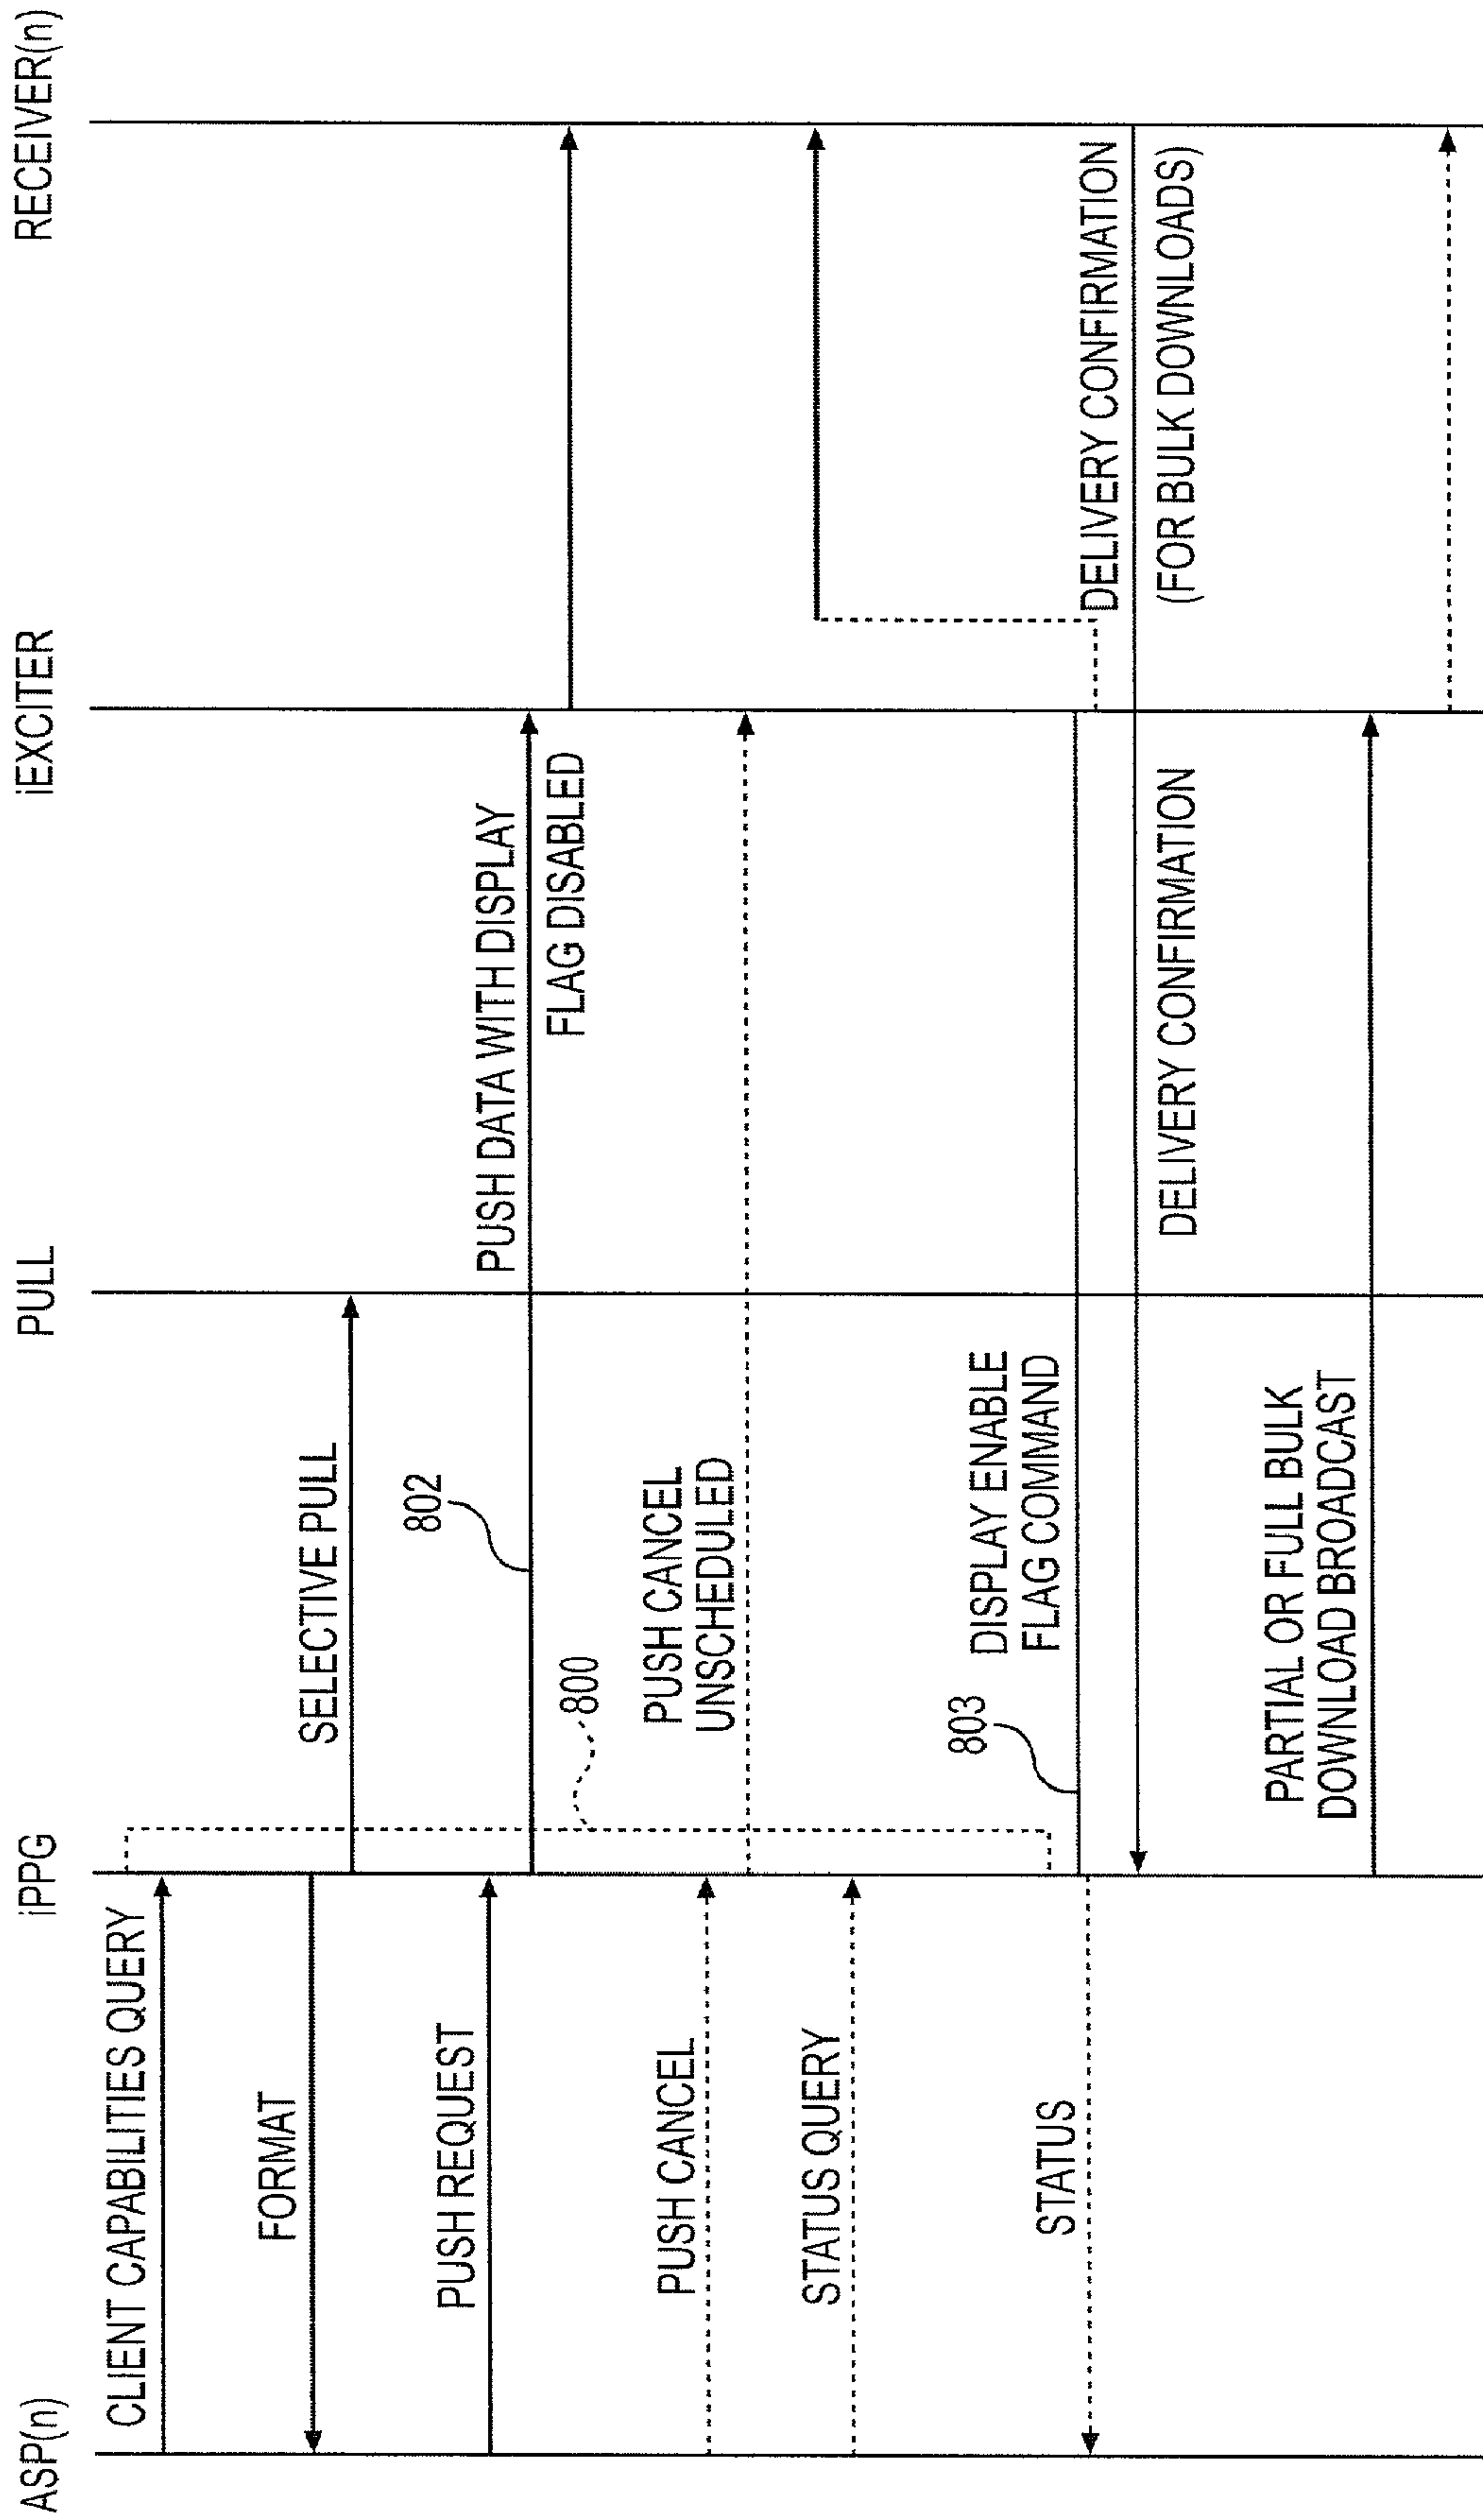 ASP(n)
iPPG
PULL
iEXCITER
RECEIVER(n)
CLIENT CAPABILITIES QUERY
FORMAT
SELECTIVE PULL
PUSH REQUEST
802
PUSH DATA WITH DISPLAY
FLAG DISABLED
800
PUSH CANCEL
PUSH CANCEL
UNSCHEDULED
STATUS QUERY
803
DISPLAY ENABLE
FLAG COMMAND
STATUS
DELIVERY CONFIRMATION
(FOR BULK DOWNLOADS)
DELIVERY CONFIRMATION
PARTIAL OR FULL BULK
DOWNLOAD BROADCAST